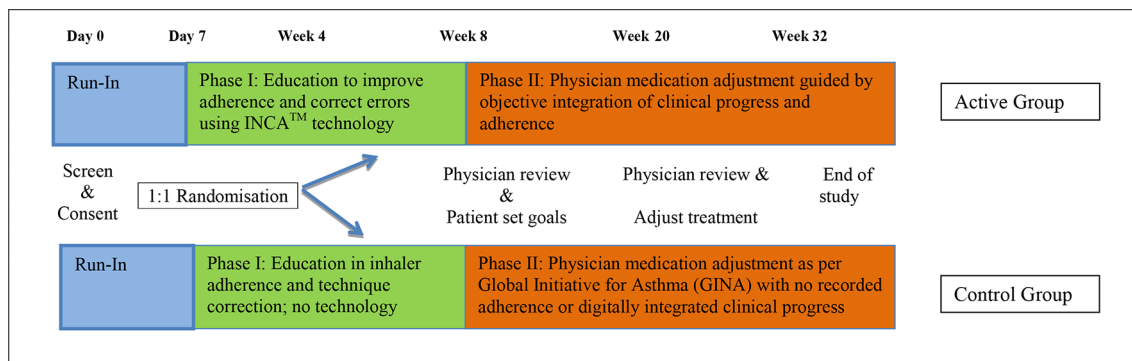 Day 0 Day 7 Week 4 Week 8 Week 20 Week 32
Run-In
Phase I: Education to improve
adherence and correct errors
using INCA™ technology
Phase II: Physician medication adjustment guided by
objective integration of clinical progress and
adherence
Active Group
Screen
&
Consent
1:1 Randomisation
Physician review
&
Patient set goals
Physician review &
Adjust treatment
End of
study
Run-In
Phase I: Education in inhaler
adherence and technique
correction; no technology
Phase II: Physician medication adjustment as per
Global Initiative for Asthma (GINA) with no recorded
adherence or digitally integrated clinical progress
Control Group